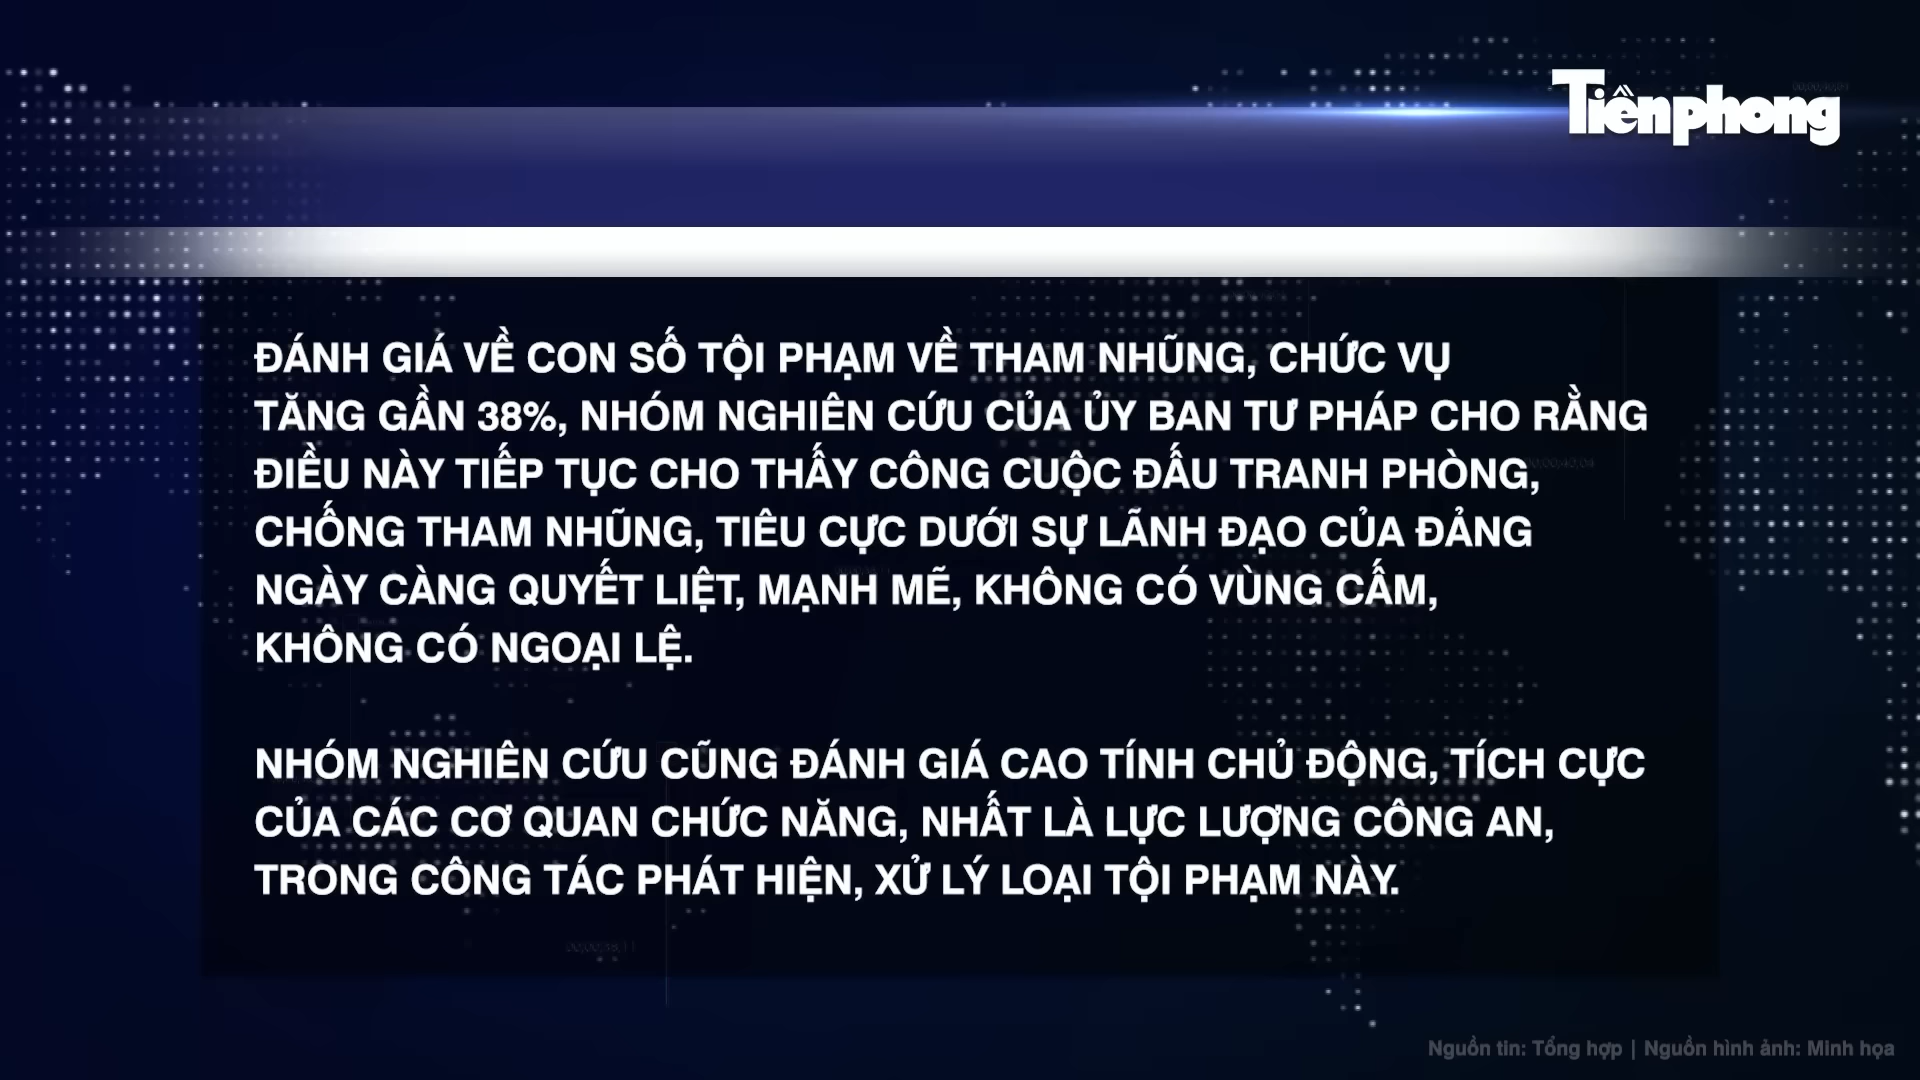 Tiềnphong
ĐÁNH GIÁ VỀ CON SỐ TỘI PHẠM VỀ THAM NHŨNG, CHỨC VỤ
TĂNG GẦN 38%, NHÓM NGHIÊN CỨU CỦA ỦY BAN TƯ PHÁP CHO RẰNG
ĐIỀU NÀY TIẾP TỤC CHO THẤY CÔNG CUỘC ĐẤU TRANH PHÒNG,
CHỐNG THAM NHŨNG, TIÊU CỰC DƯỚI SỰ LÃNH ĐẠO CỦA ĐẢNG
NGÀY CÀNG QUYẾT LIỆT, MẠNH MẼ, KHÔNG CÓ VÙNG CẤM,
KHÔNG CÓ NGOẠI LỆ.
NHÓM NGHIÊN CỨU CŨNG ĐÁNH GIÁ CAO TÍNH CHỦ ĐỘNG, TÍCH CỰC
CỦA CÁC CƠ QUAN CHỨC NĂNG, NHẤT LÀ LỰC LƯỢNG CÔNG AN,
TRONG CÔNG TÁC PHÁT HIỆN, XỬ LÝ LOẠI TỘI PHẠM NÀY.
Nguồn tin: Tổng hợp | Nguồn hình ảnh: Minh họa